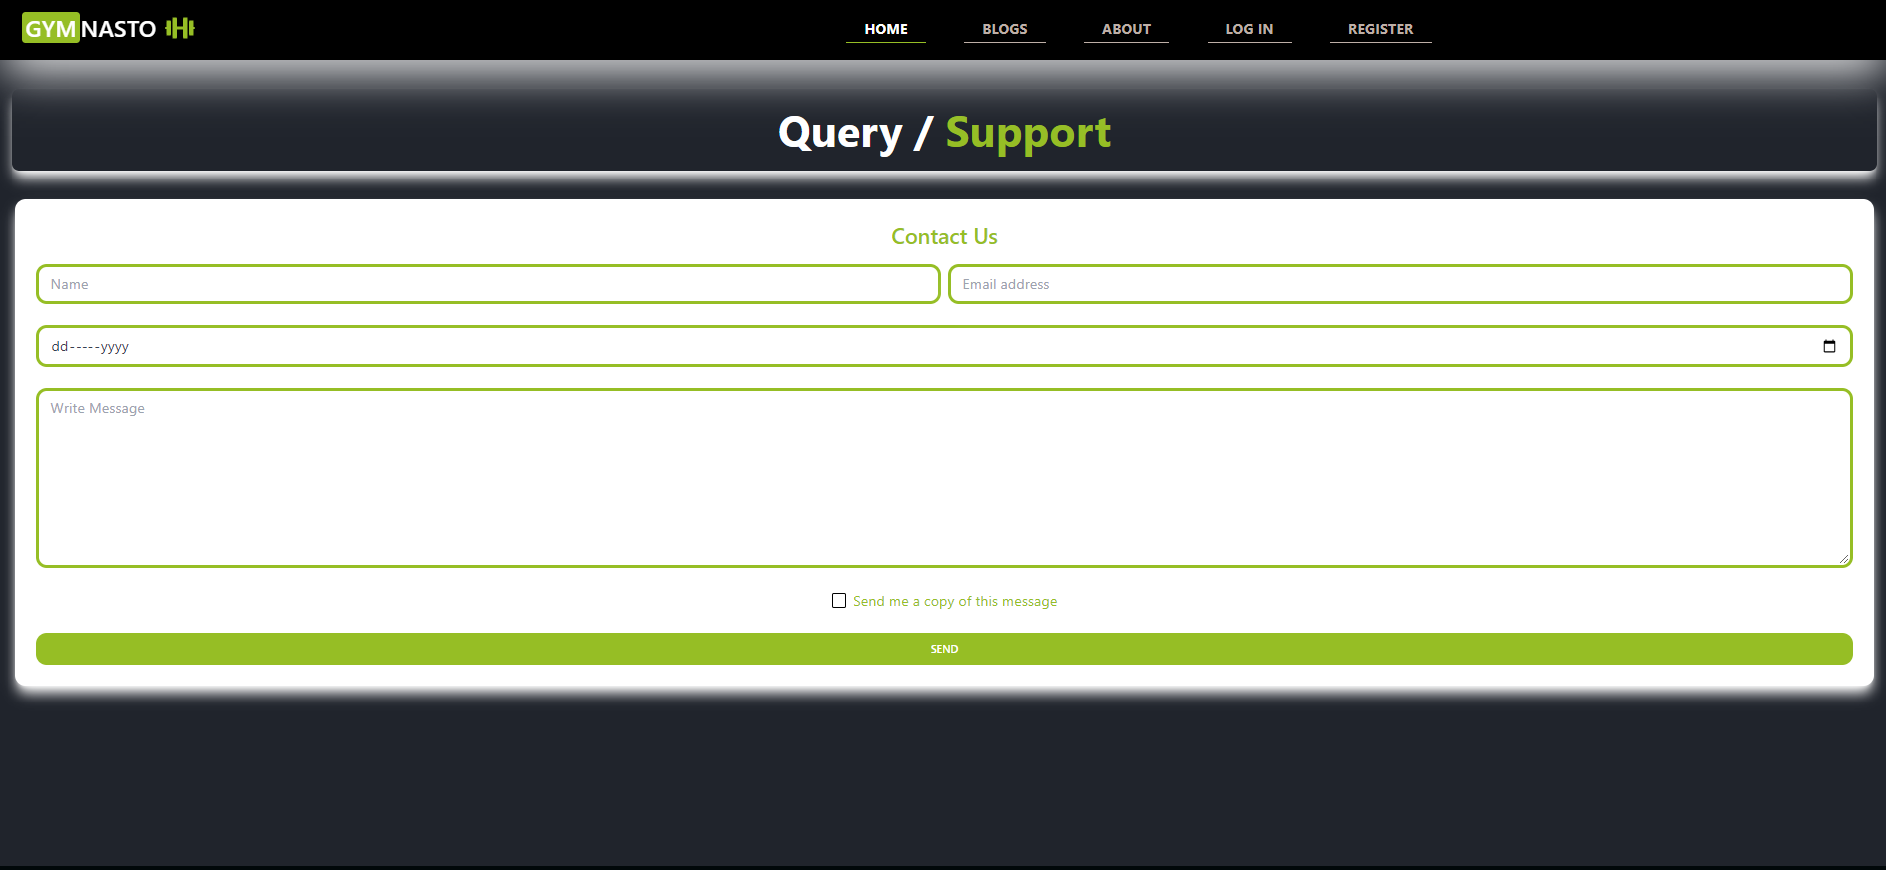 GYMNASTO
HOME BLOGS ABOUT LOG IN REGISTER
Query / Support
Contact Us
Name Email address
dd-----yyyy
Write Message
Send me a copy of this message
SEND